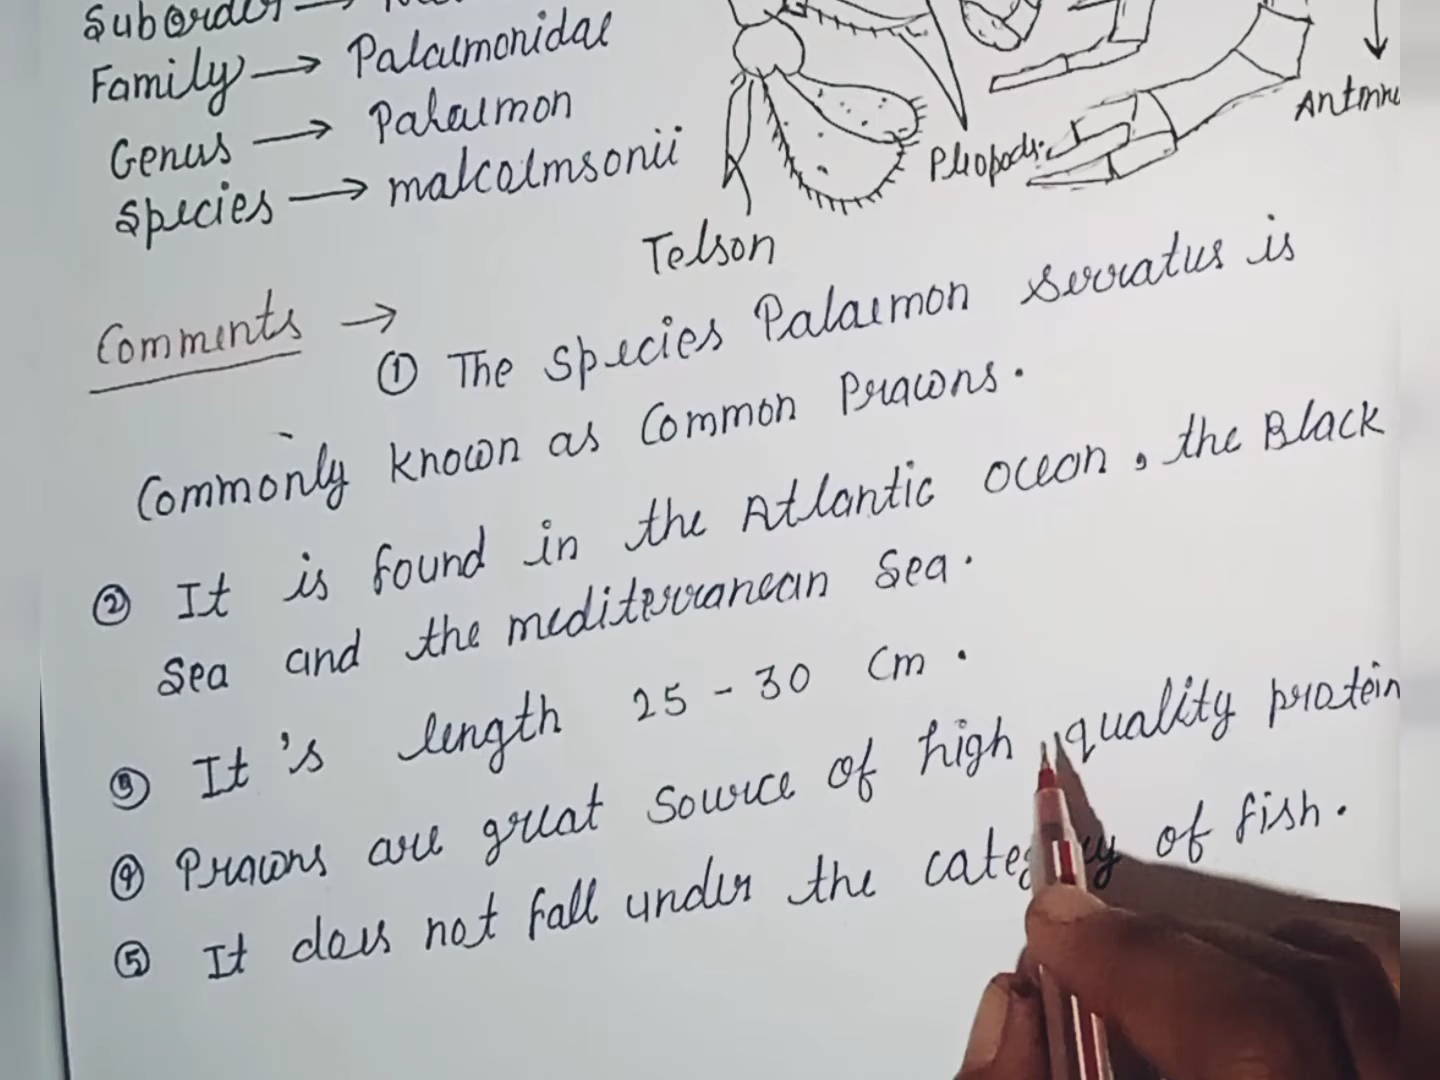 Suborder →
Family → Palaemonidae
Genus → Palaemon
Species → malcolmsonii
Antenn
Pleopods.
Telson
Comments →
① The species Palaemon serratus is
Commonly known as Common Prawns.
② It is found in the Atlantic ocean, the Black
Sea and the mediterranean Sea.
③ It's length 25-30 cm.
④ Prawns are great source of high quality protein
⑤ It does not fall under the category of fish.